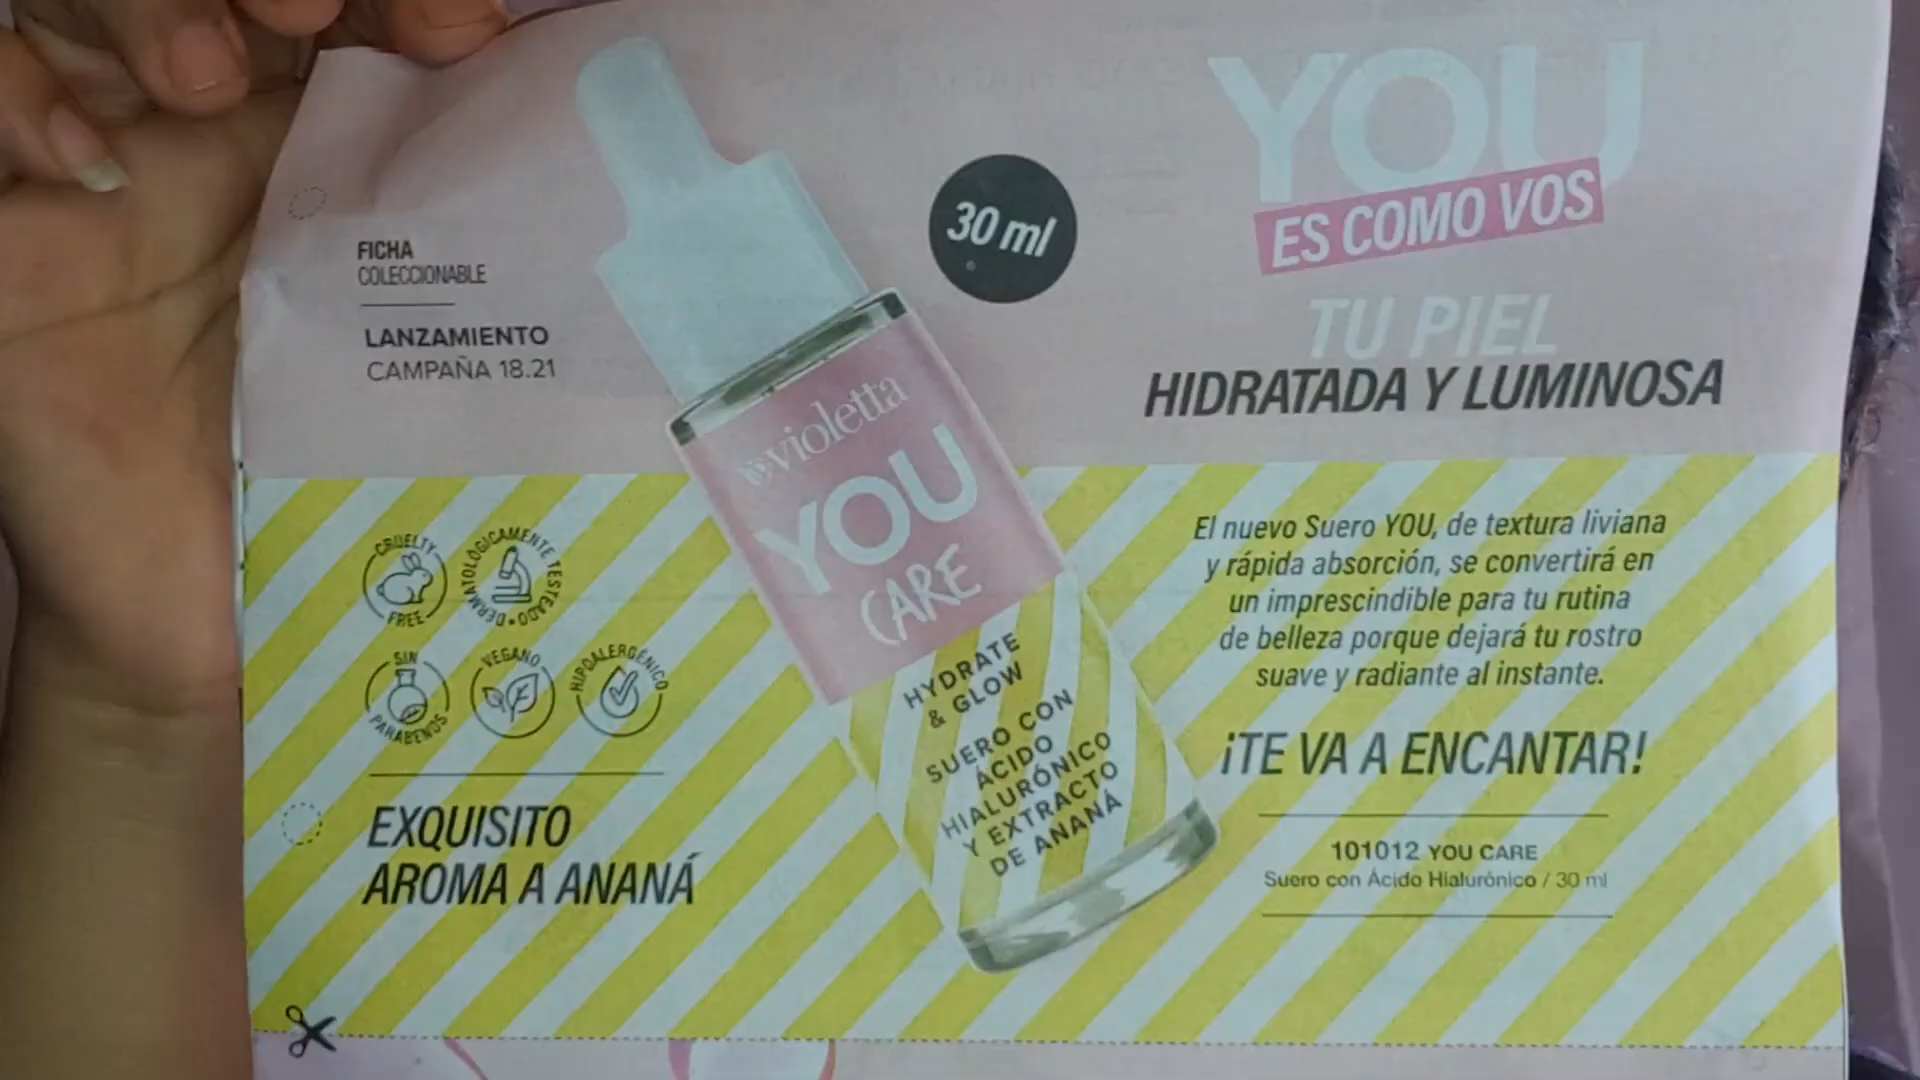 FICHA
COLECCIONABLE
LANZAMIENTO
CAMPAÑA 18.21
30 ml
YOU
ES COMO VOS
TU PIEL
HIDRATADA Y LUMINOSA
violetta
YOU
CARE
HYDRATE
& GLOW
SUERO CON
ÁCIDO
HIALURÓNICO
Y EXTRACTO
DE ANANÁ
CRUELTY
FREE
DERMATOLÓGICAMENTE TESTEADO
SIN
PARABENOS
VEGANO
HIPOALERGÉNICO
EXQUISITO
AROMA A ANANÁ
El nuevo Suero YOU, de textura liviana
y rápida absorción, se convertirá en
un imprescindible para tu rutina
de belleza porque dejará tu rostro
suave y radiante al instante.
¡TE VA A ENCANTAR!
101012 YOU CARE
Suero con Ácido Hialurónico / 30 ml